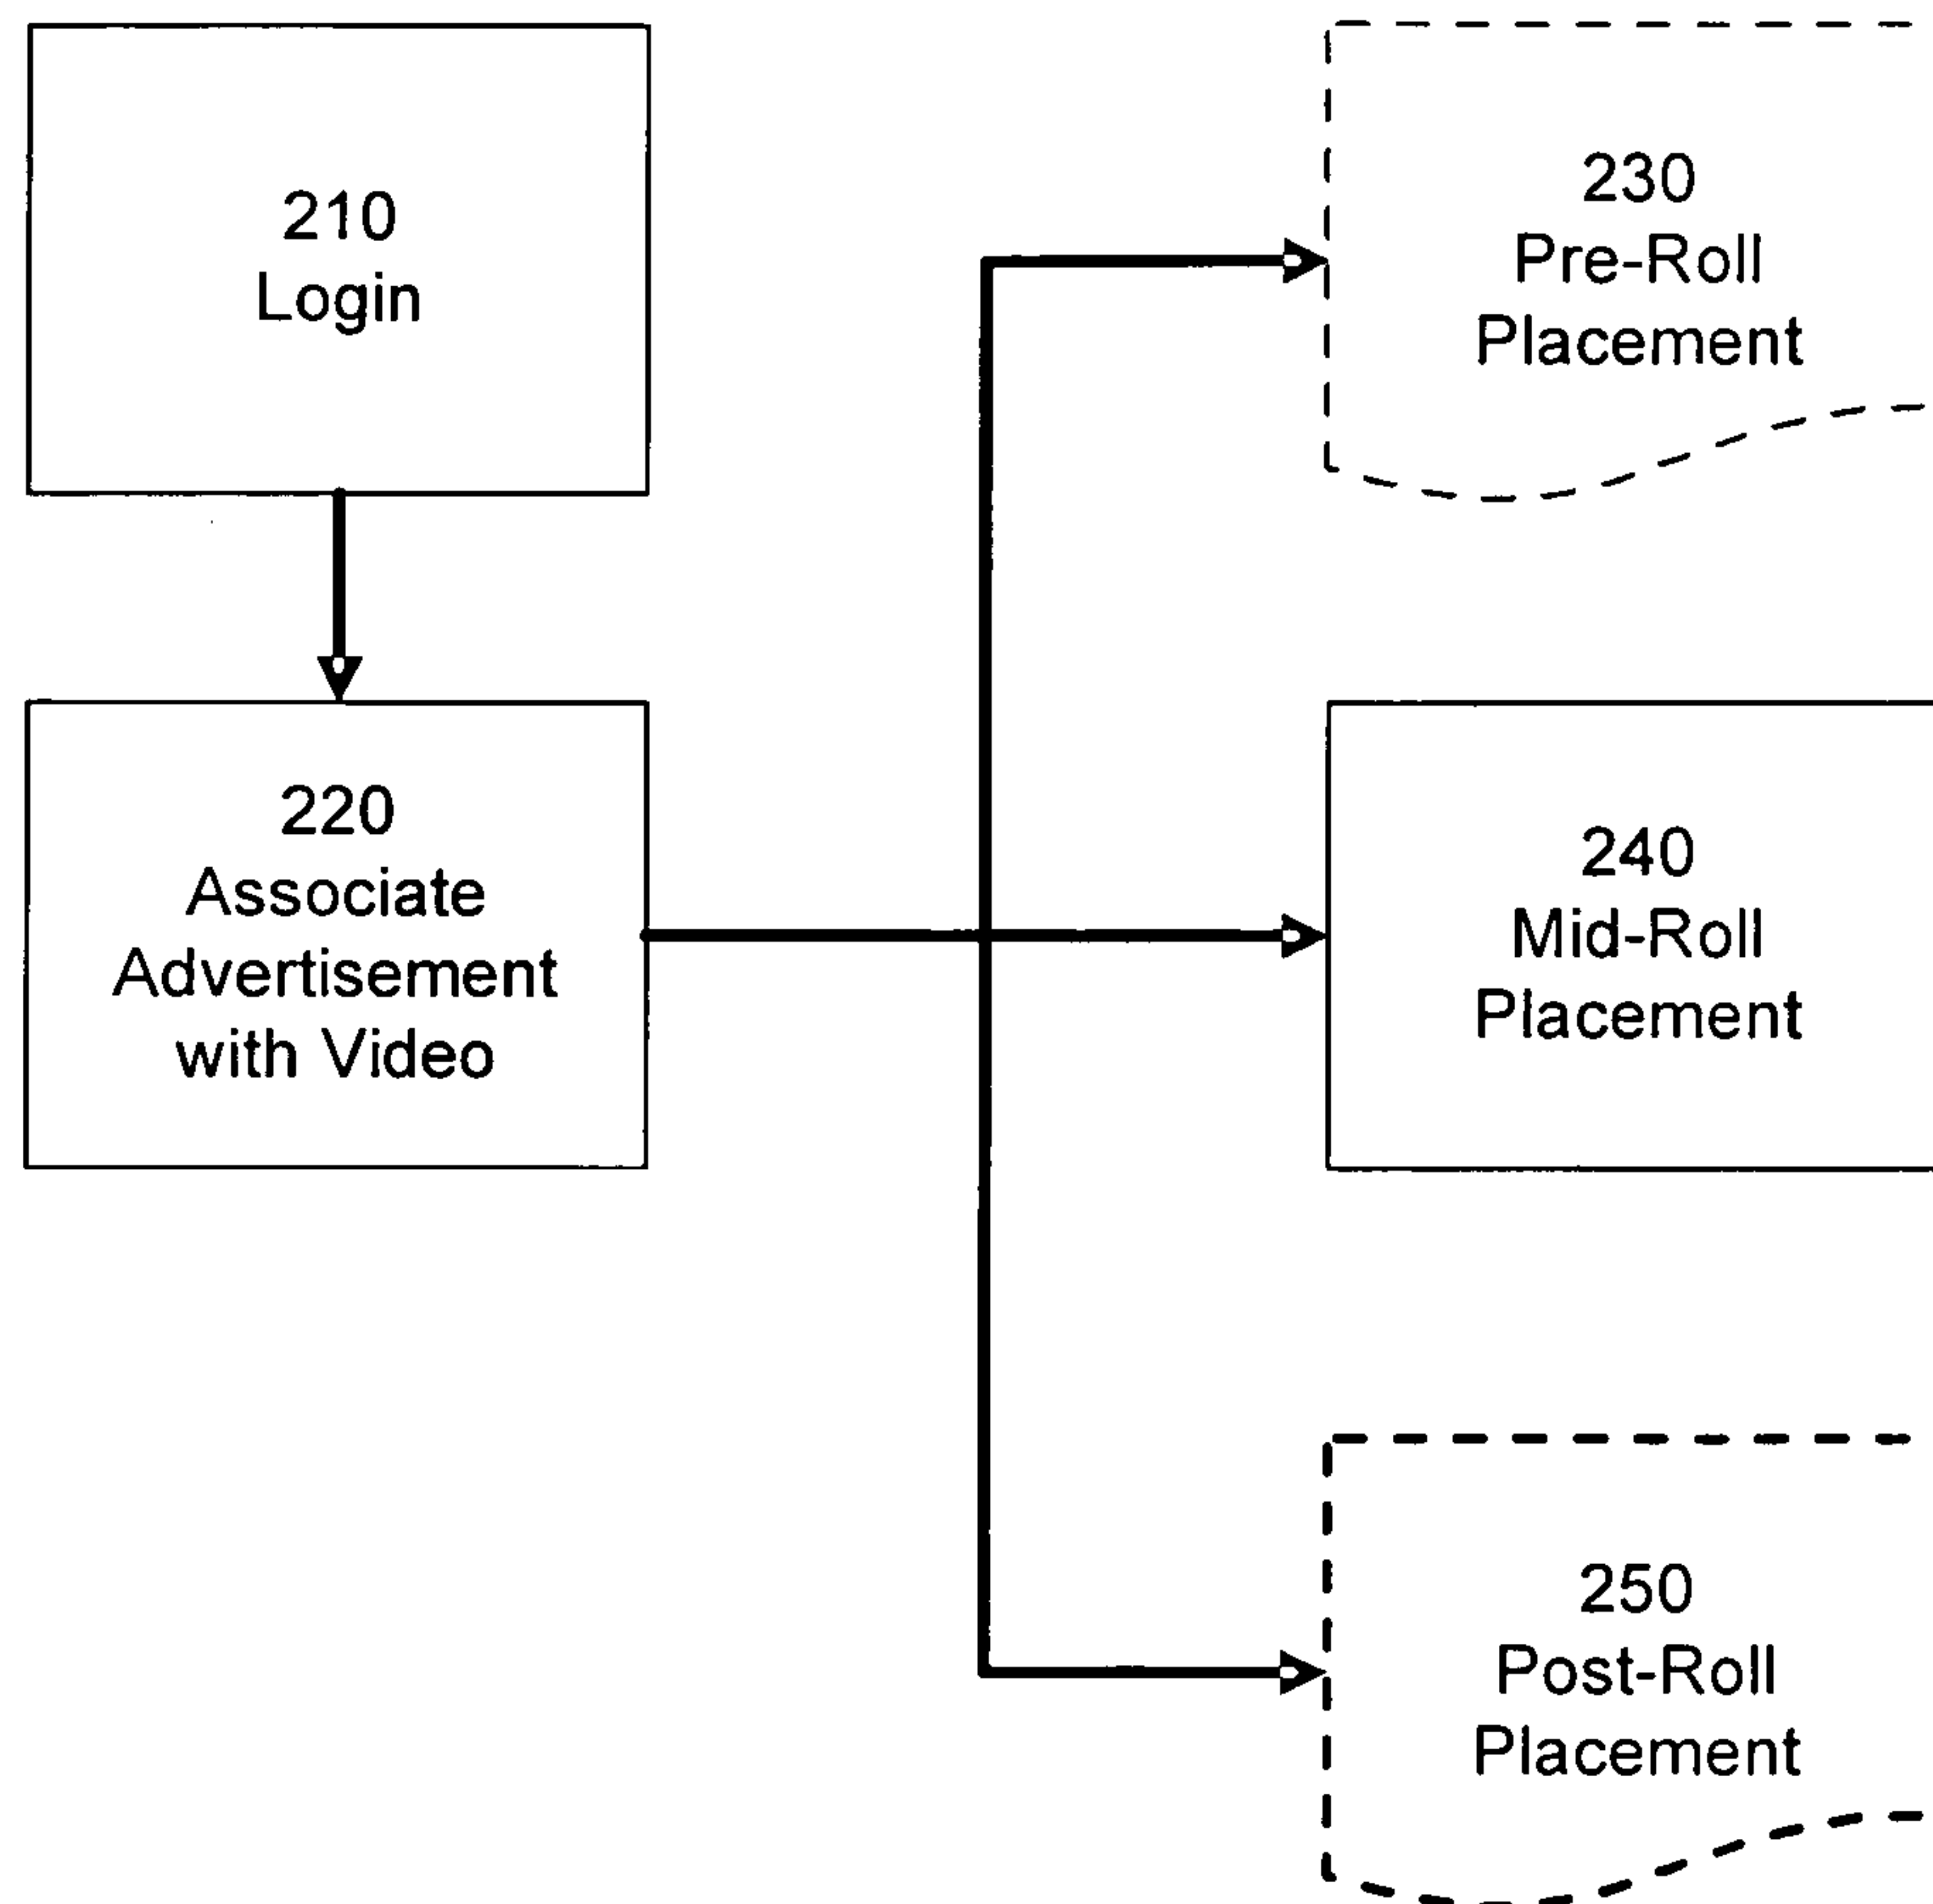 210
Login
220
Associate
Advertisement
with Video
230
Pre-Roll
Placement
240
Mid-Roll
Placement
250
Post-Roll
Placement